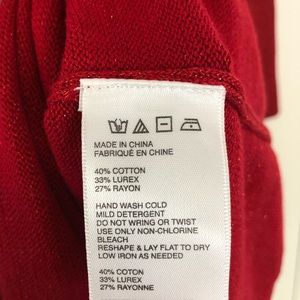 MADE IN CHINA
FABRIQUÉ EN CHINE
40% COTTON
33% LUREX
27% RAYON
HAND WASH COLD
MILD DETERGENT
DO NOT WRING OR TWIST
USE ONLY NON-CHLORINE
BLEACH
RESHAPE & LAY FLAT TO DRY
LOW IRON AS NEEDED
40% COTON
33% LUREX
27% RAYONNE